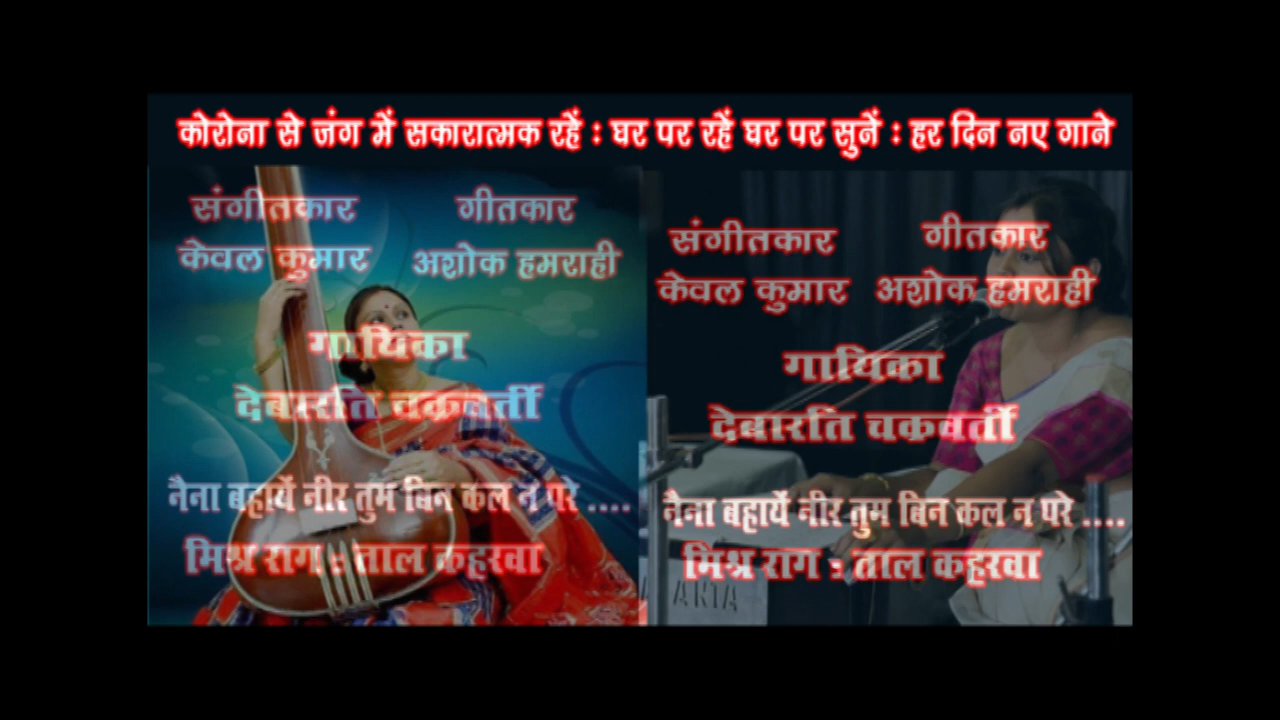 कोरोना से जंग में सकारात्मक रहें : घर पर रहें घर पर सुनें : हर दिन नए गाने
संगीतकार गीतकार
केवल कुमार अशोक हमराही
गायिका
देबारति चक्रवर्ती
नैना बहायें नीर तुम बिन कल न परे ....
मिश्र राग : ताल कहरवा
संगीतकार गीतकार
केवल कुमार अशोक हमराही
गायिका
देबारति चक्रवर्ती
नैना बहायें नीर तुम बिन कल न परे ....
मिश्र राग : ताल कहरवा